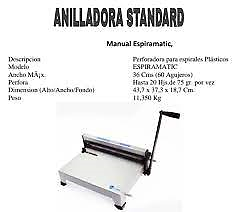 ANILLADORA STANDARD
Manual Espiramatic,
Descripcion Perforadora para espirales Plásticos
Modelo ESPIRAMATIC
Ancho MÃ¡x. 36 Cms (60 Agujeros)
Perfora Hasta 20 Hjs.de 75 gr por vez
Dimension (Alto/Ancho/Fondo) 43,7 x 37,3 x 18,7 Cm.
Peso 11,350 Kg